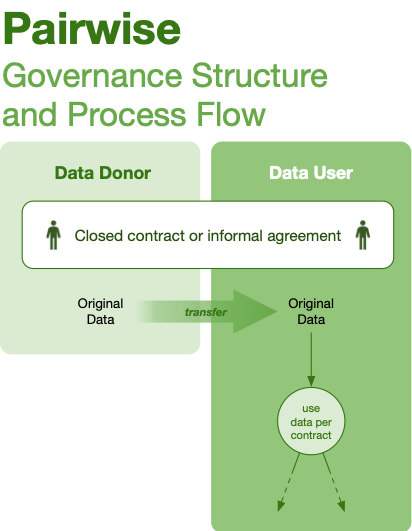 Pairwise
Governance Structure
and Process Flow
Data Donor
Data User
Closed contract or informal agreement
Original
Data
transfer
Original
Data
use
data per
contract